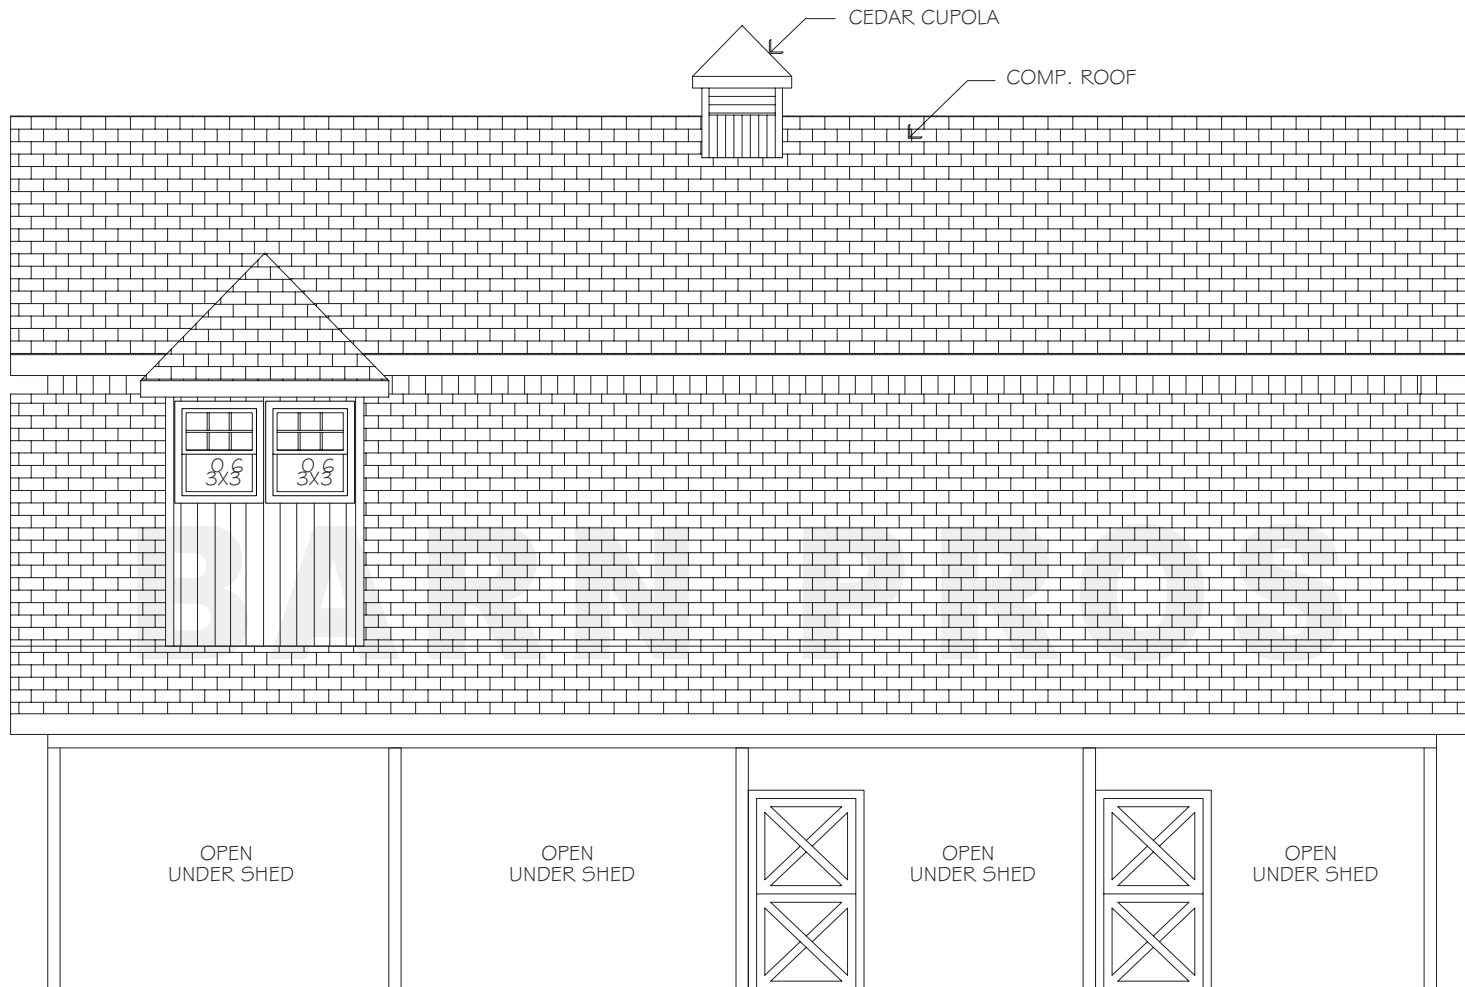 CEDAR CUPOLA
COMP. ROOF
3X3
3X3
BARN PROS
OPEN
UNDER SHED
OPEN
UNDER SHED
OPEN
UNDER SHED
OPEN
UNDER SHED